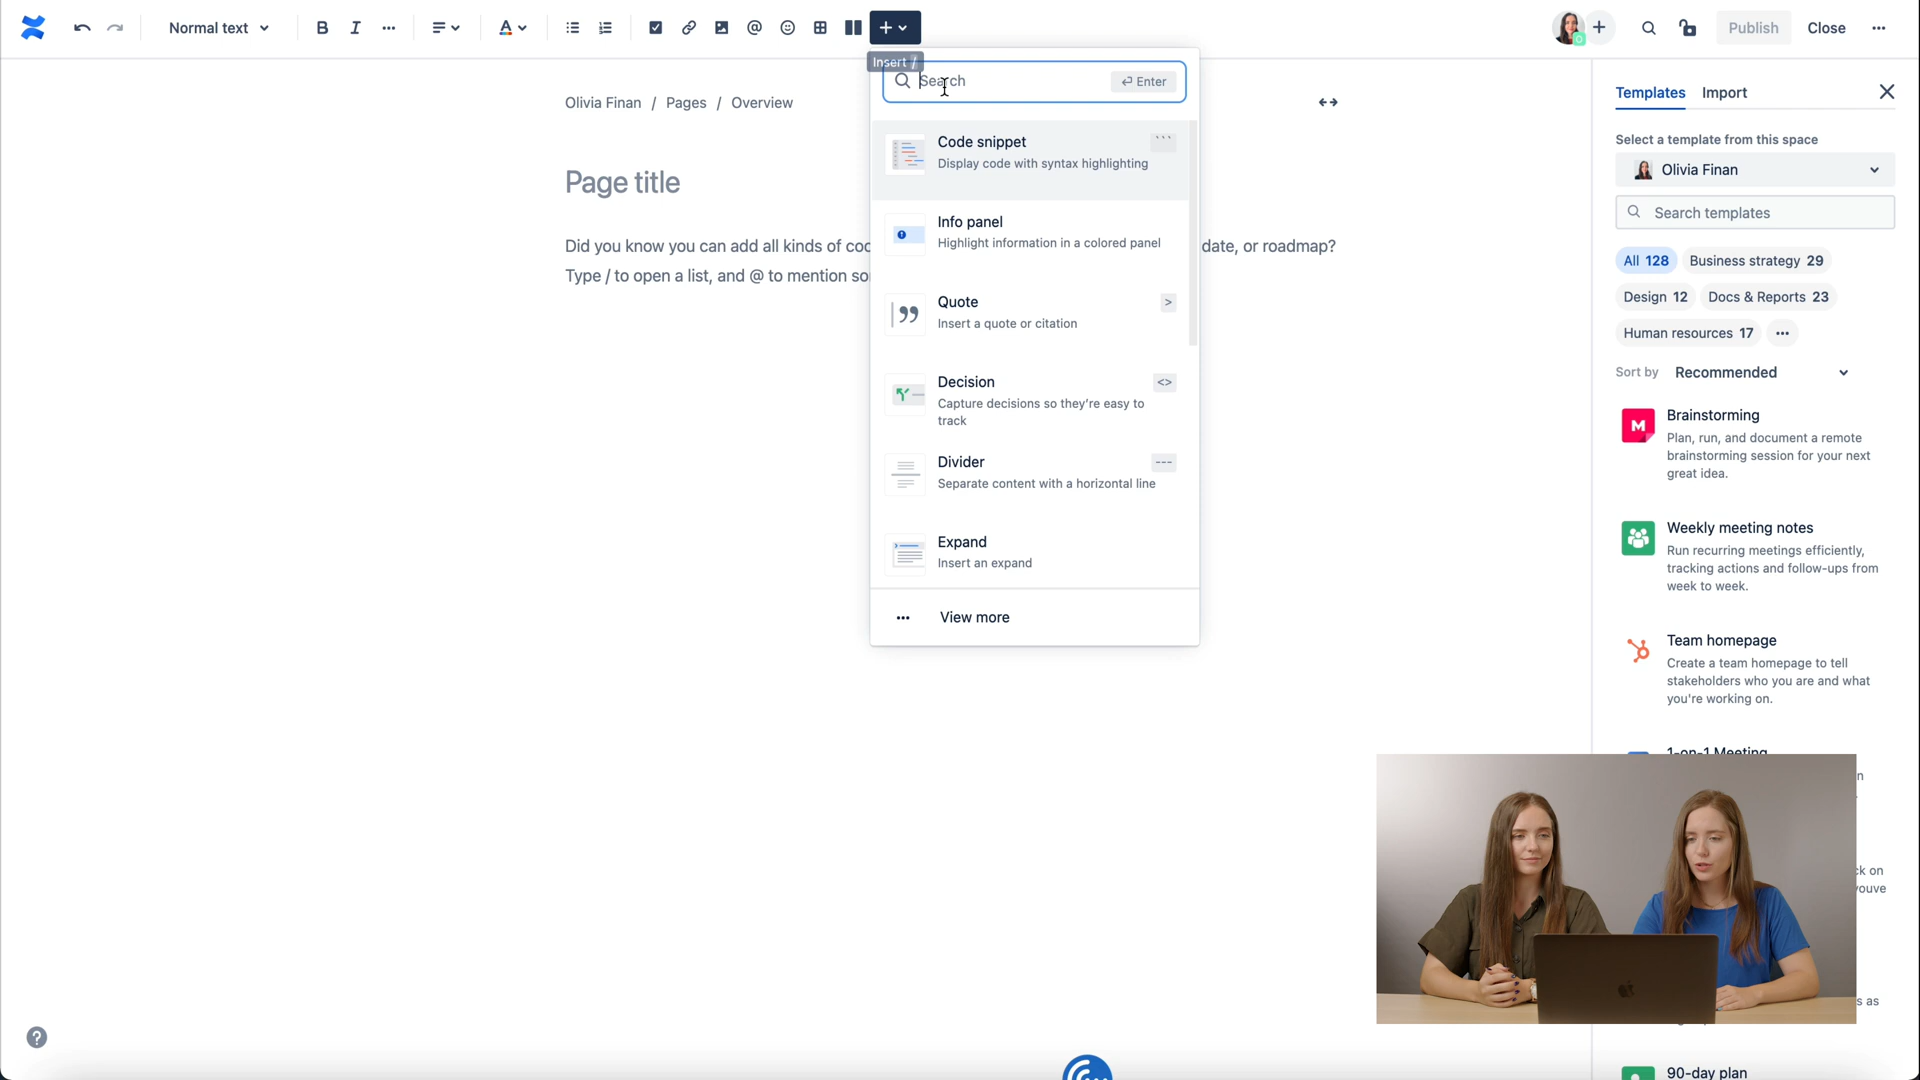 Normal text
B
I
A
@
Publish
Close
Insert /
Search
Enter
Olivia Finan / Pages / Overview
Page title
Did you know you can add all kinds of
date, or roadmap?
Type / to open a list, and @ to mention
Code snippet
```
Display code with syntax highlighting
Info panel
Highlight information in a colored panel
Quote
>
Insert a quote or citation
Decision
<>
Capture decisions so they're easy to
track
Divider
---
Separate content with a horizontal line
Expand
Insert an expand
View more
Templates
Import
Select a template from this space
Olivia Finan
Search templates
All 128
Business strategy 29
Design 12
Docs & Reports 23
Human resources 17
Sort by
Recommended
M
Brainstorming
Plan, run, and document a remote
brainstorming session for your next
great idea.
Weekly meeting notes
Run recurring meetings efficiently,
tracking actions and follow-ups from
week to week.
Team homepage
Create a team homepage to tell
stakeholders who you are and what
you're working on.
1-on-1 Meeting
90-day plan
?